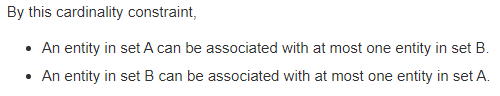 By this cardinality constraint,
• An entity in set A can be associated with at most one entity in set B.
• An entity in set B can be associated with at most one entity in set A.